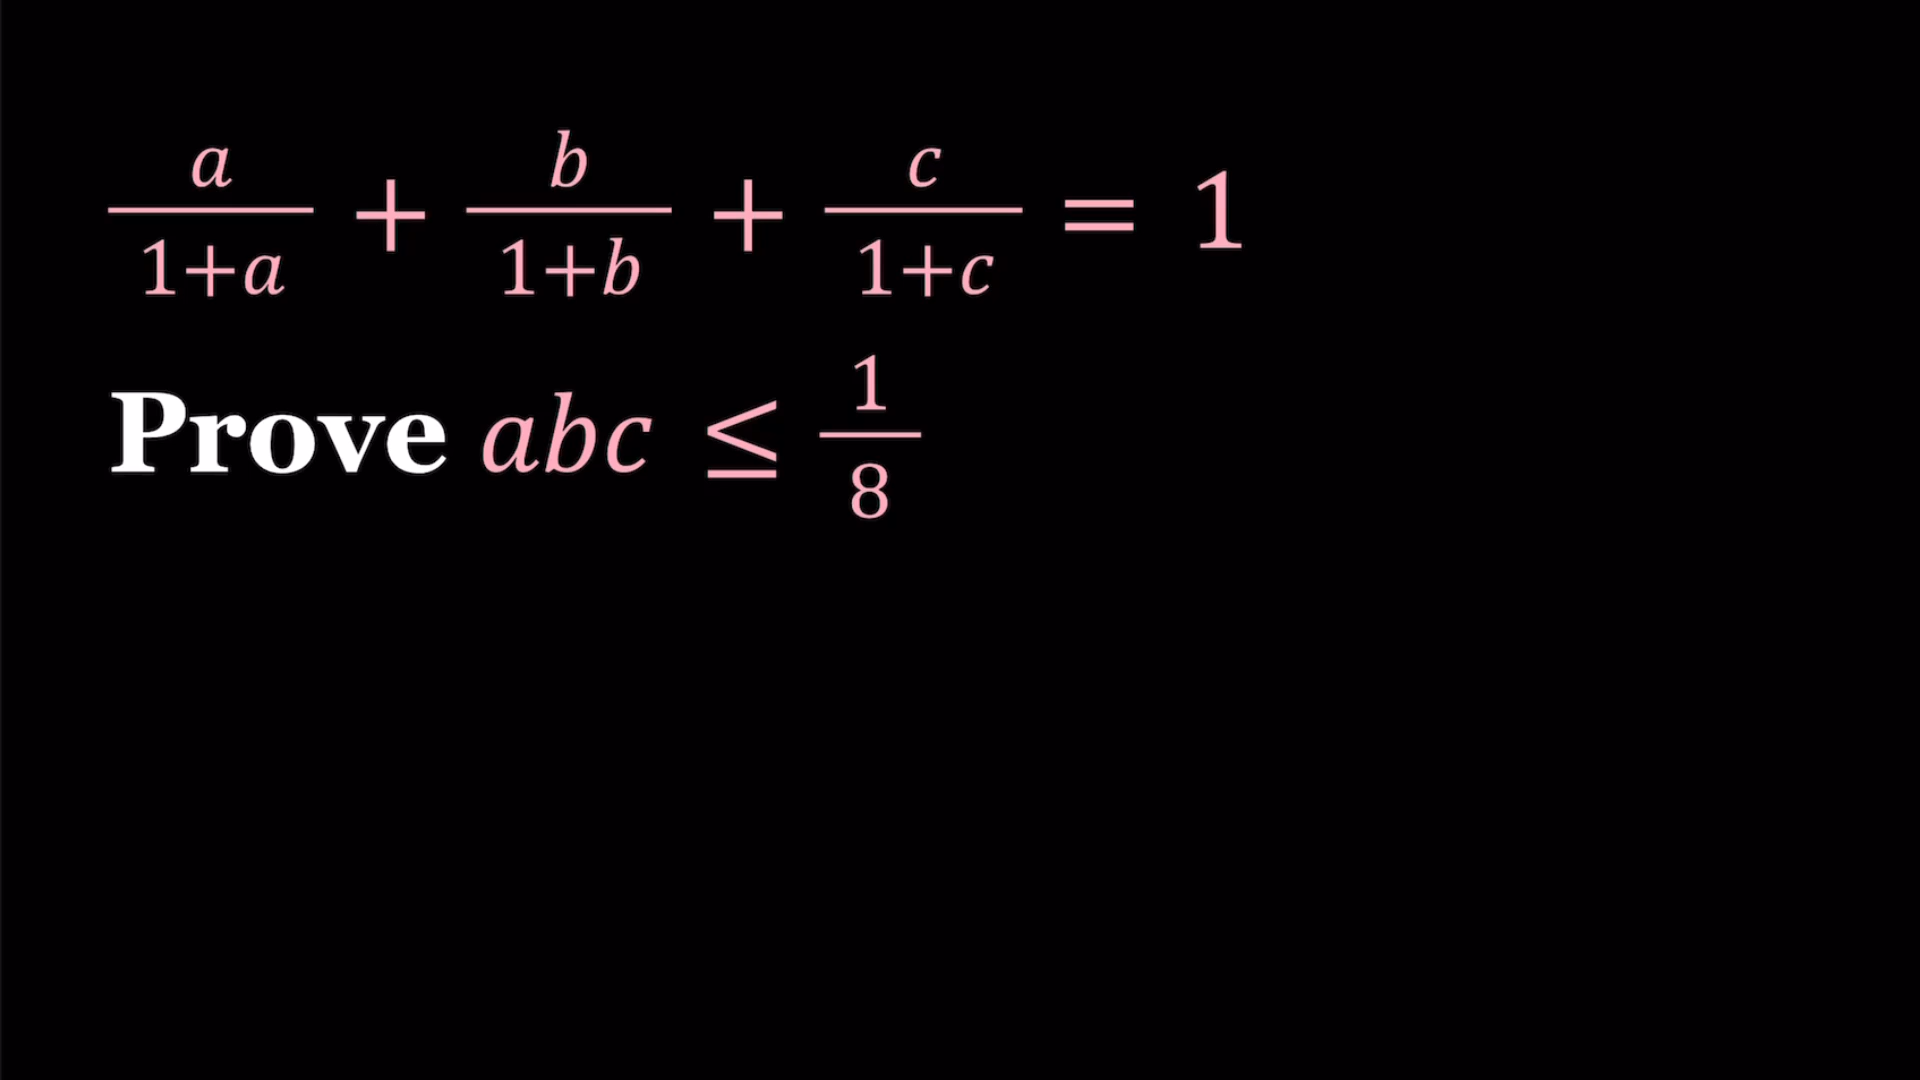 a/(1+a) + b/(1+b) + c/(1+c) = 1
Prove abc ≤ 1/8